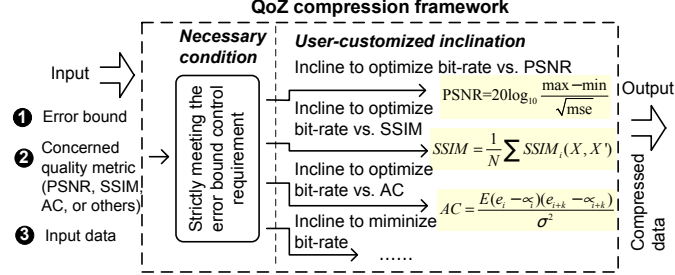 QoZ compression framework
Necessary
condition
User-customized inclination
Input
❶ Error bound
❷ Concerned
quality metric
(PSNR, SSIM,
AC, or others)
❸ Input data
Strictly meeting the
error bound control
requirement
Incline to optimize bit-rate vs. PSNR
PSNR=20log₁₀ (max−min)/√mse
Incline to optimize
bit-rate vs. SSIM
SSIM = 1/N ∑ SSIMᵢ(X, X')
Incline to optimize
bit-rate vs. AC
AC = E(eᵢ −∝ᵢ)(eᵢ₊ₖ −∝ᵢ₊ₖ)/σ²
Incline to miminize
bit-rate
......
Output
Compressed
data